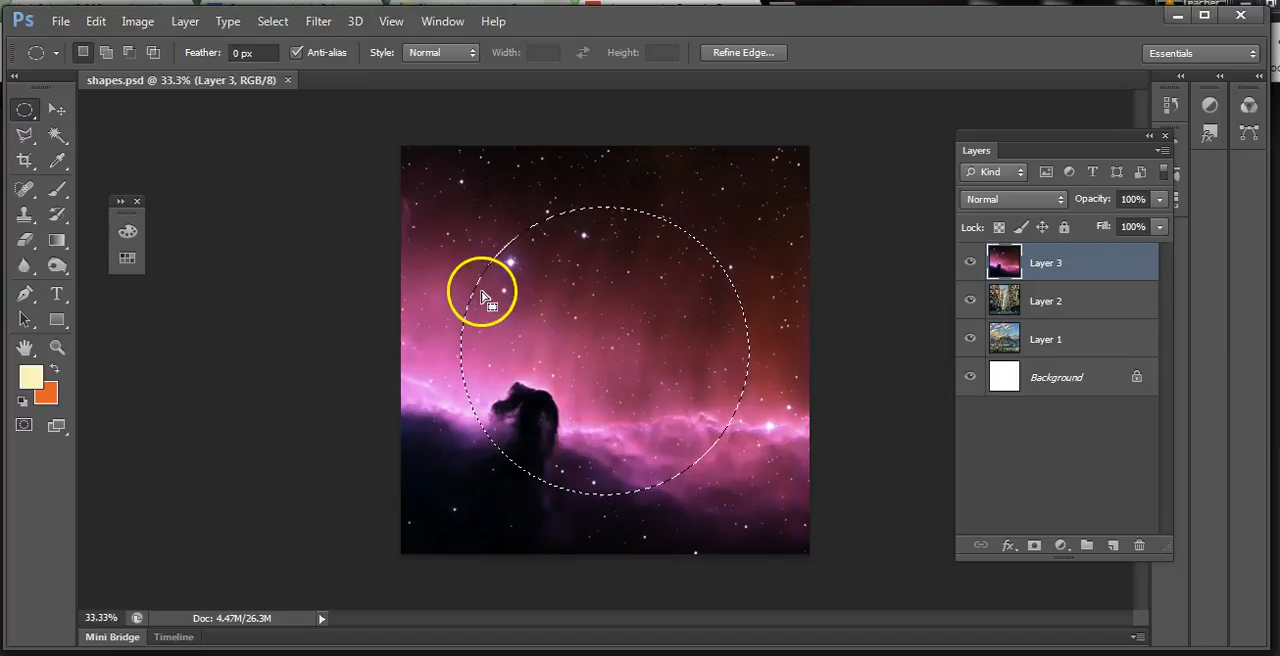 Ps File Edit Image Layer Type Select Filter 3D View Window Help
Feather: 0 px Anti-alias Style: Normal Width: Height: Refine Edge... Essentials
shapes.psd @ 33.3% (Layer 3, RGB/8) ×
Layers
Kind
Normal Opacity: 100%
Lock: Fill: 100%
Layer 3
Layer 2
Layer 1
Background
T
33.33% Doc: 4.47M/26.3M
Mini Bridge Timeline